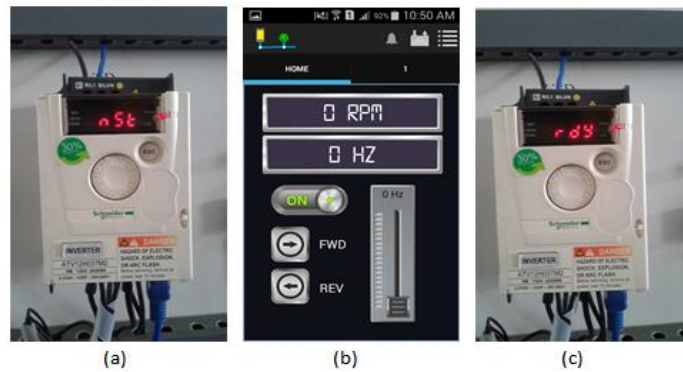 nSt
30%
ESC
Schneider
INVERTER
ATV12H037M2
DANGER
HAZARD OF ELECTRIC
SHOCK, EXPLOSION,
OR ARC FLASH
(a)
92% 10:50 AM
HOME 1
0 RPM
0 HZ
ON
0 Hz
FWD
REV
(b)
rdY
30%
ESC
Schneider
INVERTER
ATV12H037M2
DANGER
HAZARD OF ELECTRIC
SHOCK, EXPLOSION,
OR ARC FLASH
(c)